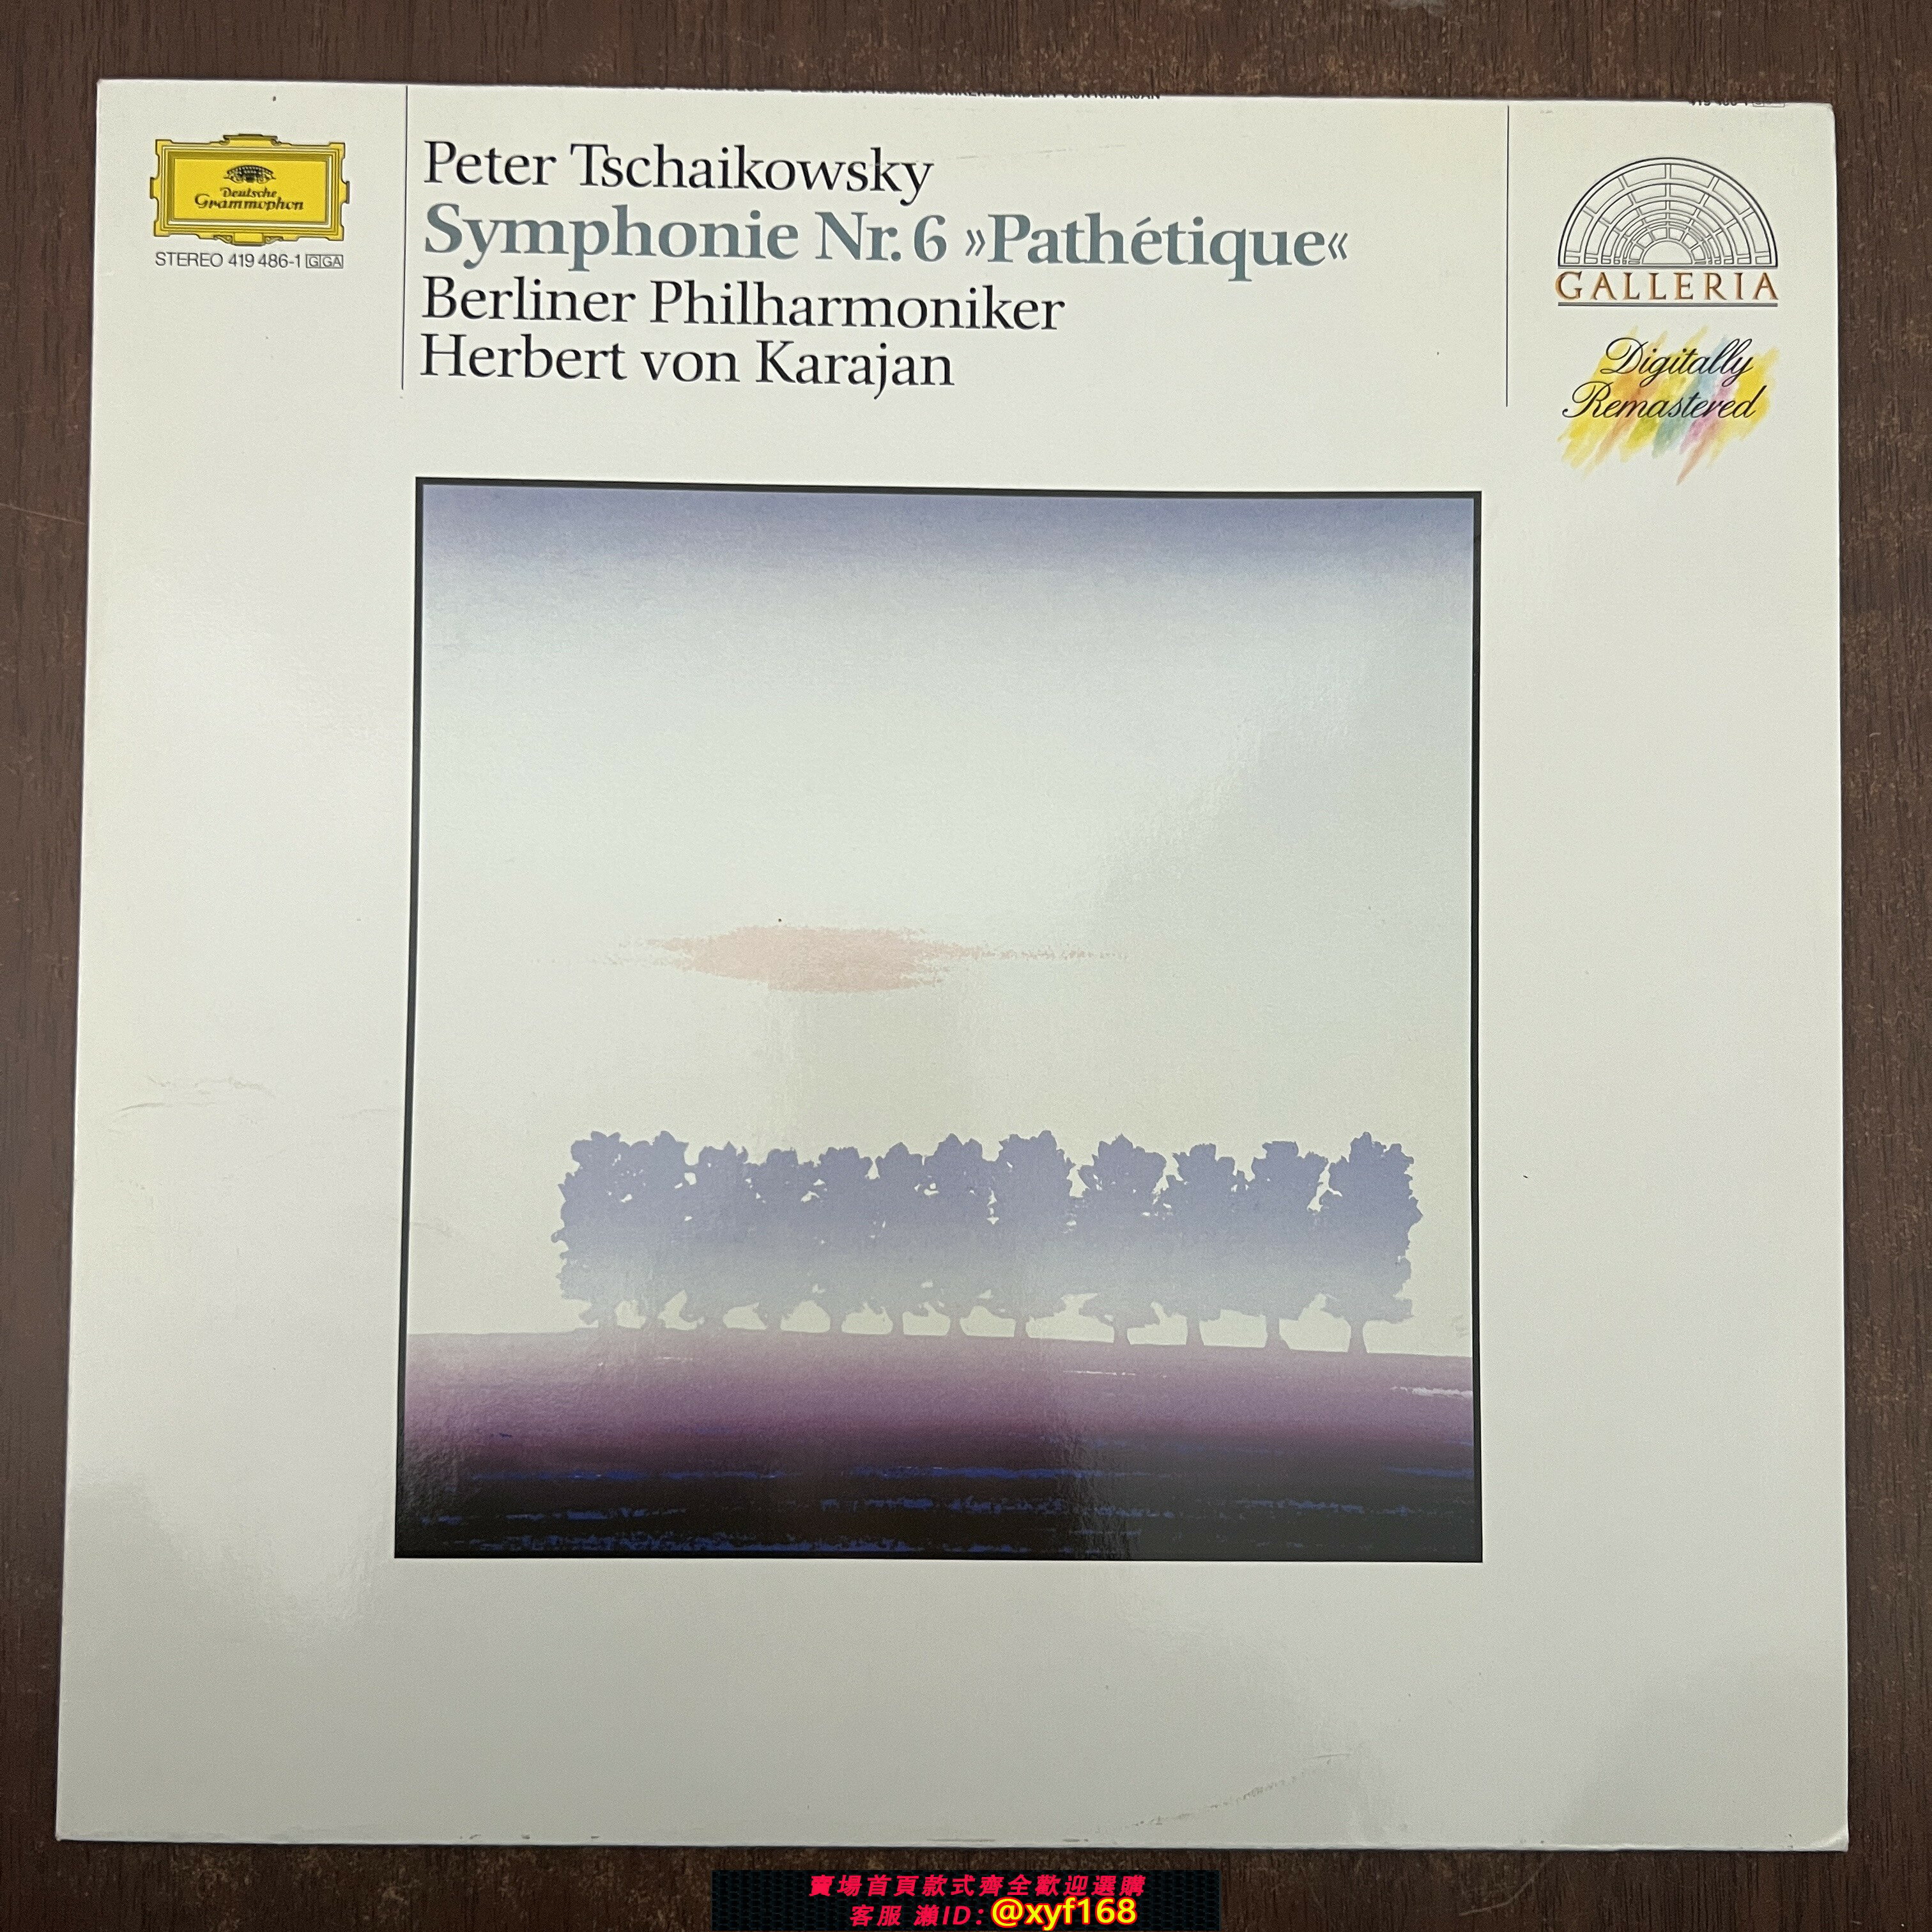 Deutsche
Grammophon
STEREO 419 486-1 GGA
Peter Tschaikowsky
Symphonie Nr. 6 »Pathétique«
Berliner Philharmoniker
Herbert von Karajan
GALLERIA
Digitally
Remastered
賣場首頁款式齊全歡迎選購
客服 瀨ID：@xyf168